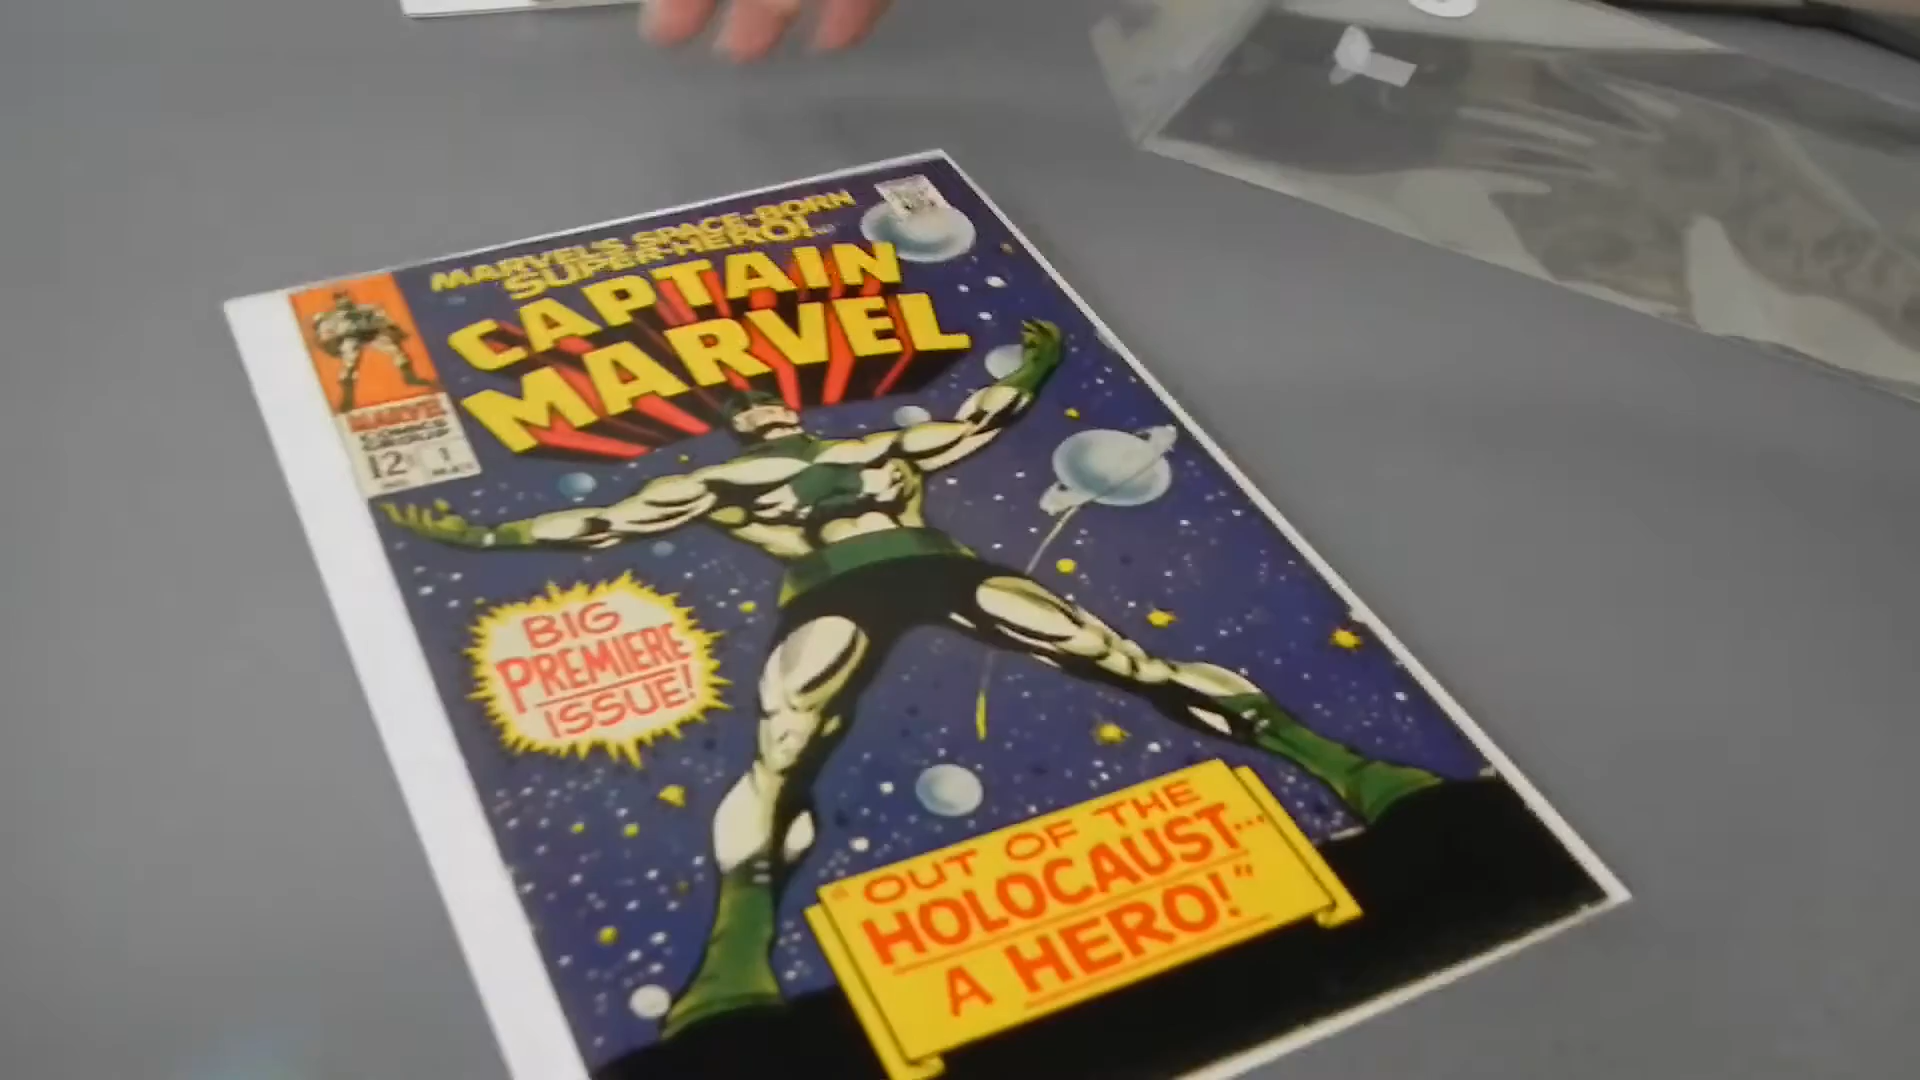 MARVEL'S SPACE-BORN
SUPER-HERO!...
CAPTAIN
MARVEL
MARVEL
COMICS
GROUP
12¢ 1
MAY
BIG
PREMIERE
ISSUE!
"OUT OF THE
HOLOCAUST...
A HERO!"